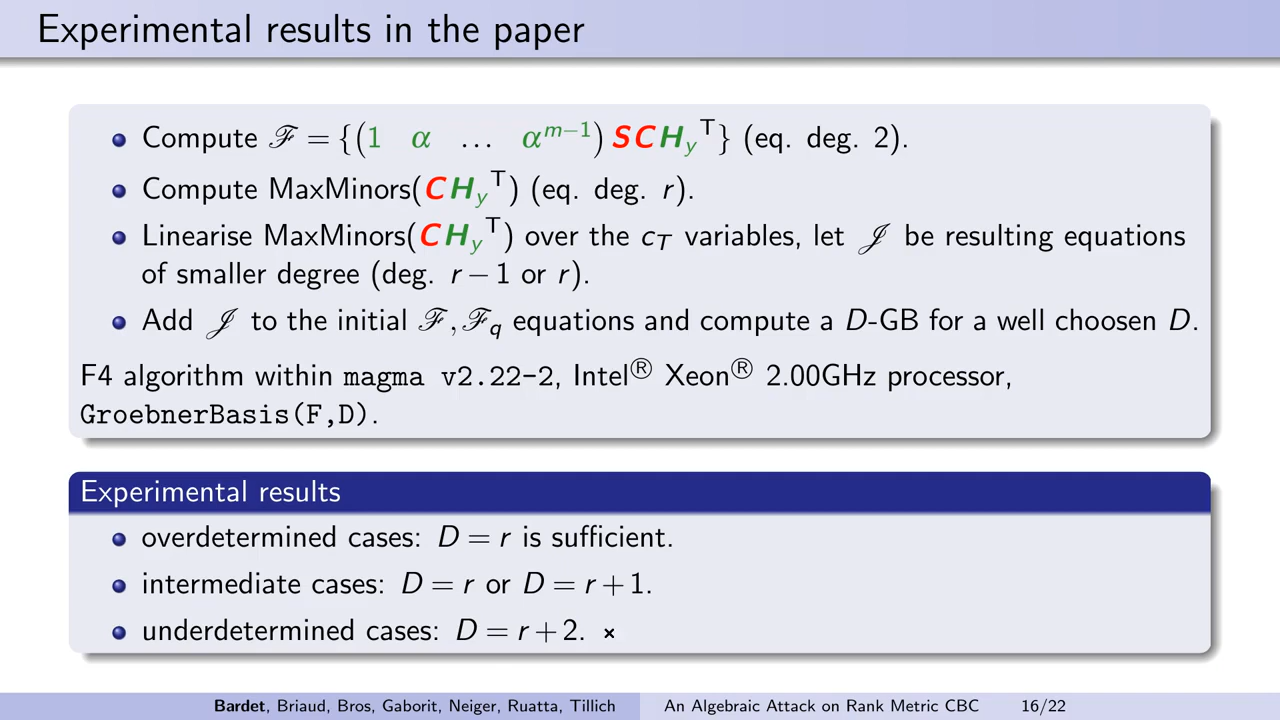 Experimental results in the paper
Compute ℱ = {(1 α … α^{m−1}) SCH_y^T} (eq. deg. 2).
Compute MaxMinors(CH_y^T) (eq. deg. r).
Linearise MaxMinors(CH_y^T) over the c_T variables, let 𝒥 be resulting equations
of smaller degree (deg. r − 1 or r).
Add 𝒥 to the initial ℱ, ℱ_q equations and compute a D-GB for a well choosen D.
F4 algorithm within magma v2.22-2, Intel® Xeon® 2.00GHz processor,
GroebnerBasis(F,D).
Experimental results
overdetermined cases: D = r is sufficient.
intermediate cases: D = r or D = r + 1.
underdetermined cases: D = r + 2.
Bardet, Briaud, Bros, Gaborit, Neiger, Ruatta, Tillich An Algebraic Attack on Rank Metric CBC 16/22